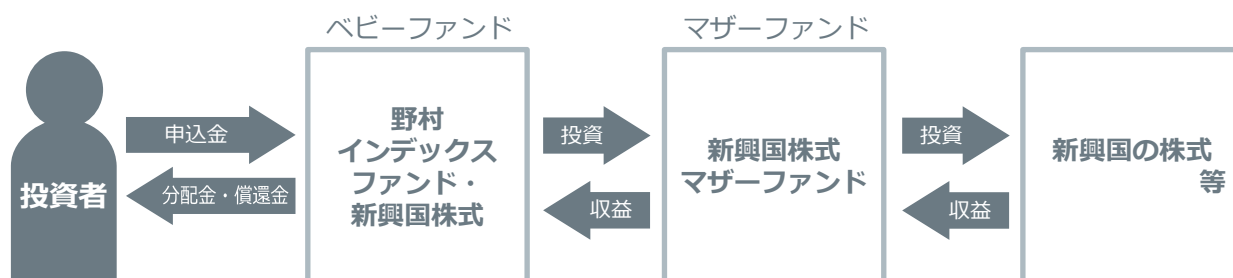 ベビーファンド
マザーファンド
投資者
申込金
分配金・償還金
野村
インデックス
ファンド・
新興国株式
投資
収益
新興国株式
マザーファンド
投資
収益
新興国の株式
等